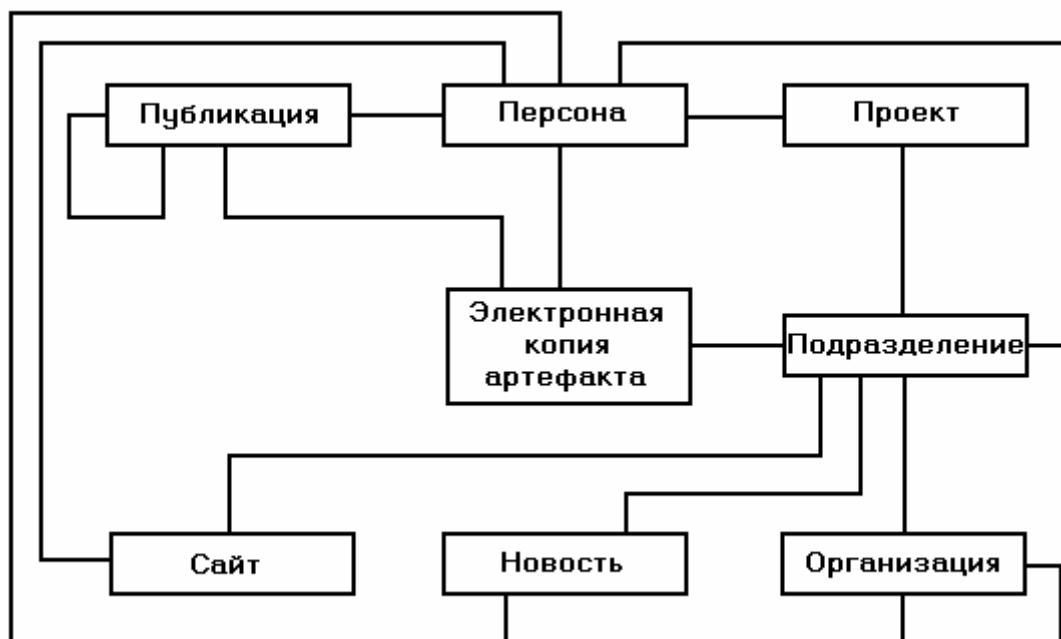 Публикация
Персона
Проект
Электронная
копия
артефакта
Подразделение
Сайт
Новость
Организация